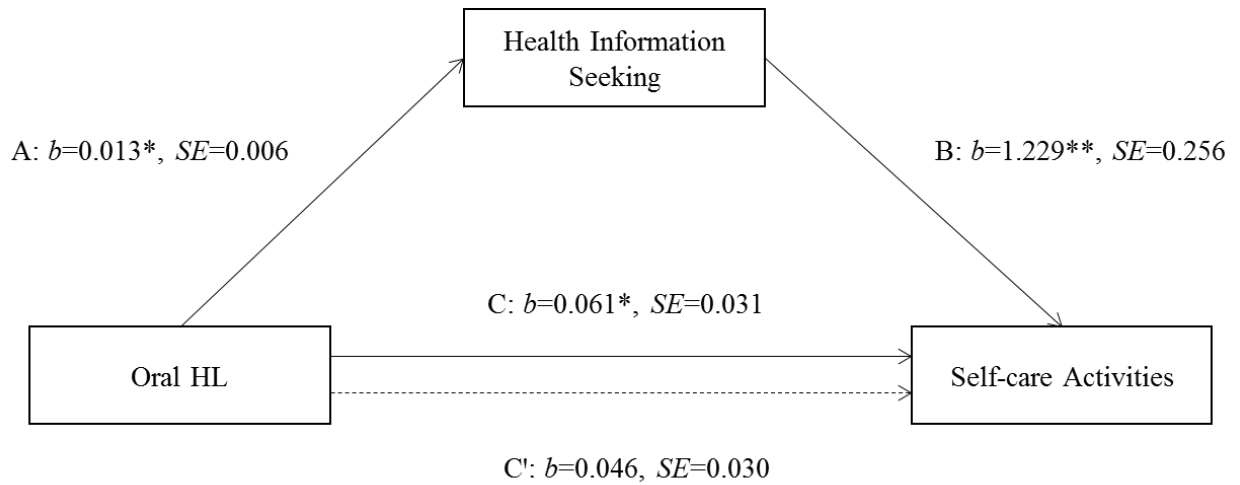 Health Information
Seeking
A: b=0.013*, SE=0.006
B: b=1.229**, SE=0.256
C: b=0.061*, SE=0.031
Oral HL
Self-care Activities
C': b=0.046, SE=0.030